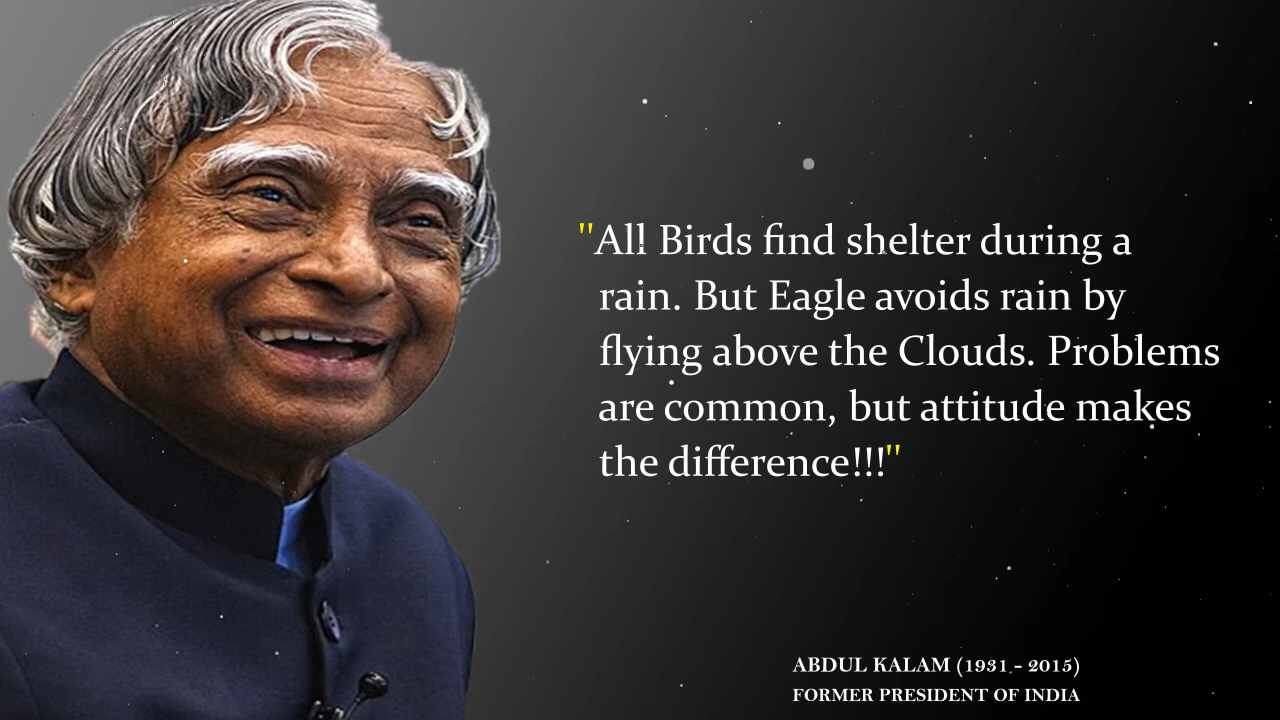 "All Birds find shelter during a
rain. But Eagle avoids rain by
flying above the Clouds. Problems
are common, but attitude makes
the difference!!!"
ABDUL KALAM (1931 - 2015)
FORMER PRESIDENT OF INDIA